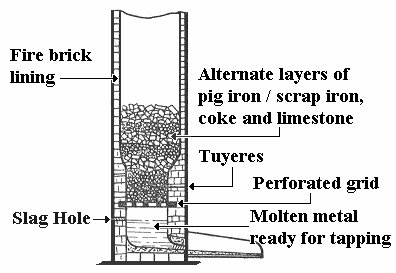 Fire brick
lining
Alternate layers of
pig iron / scrap iron,
coke and limestone
Tuyeres
Perforated grid
Slag Hole
Molten metal
ready for tapping